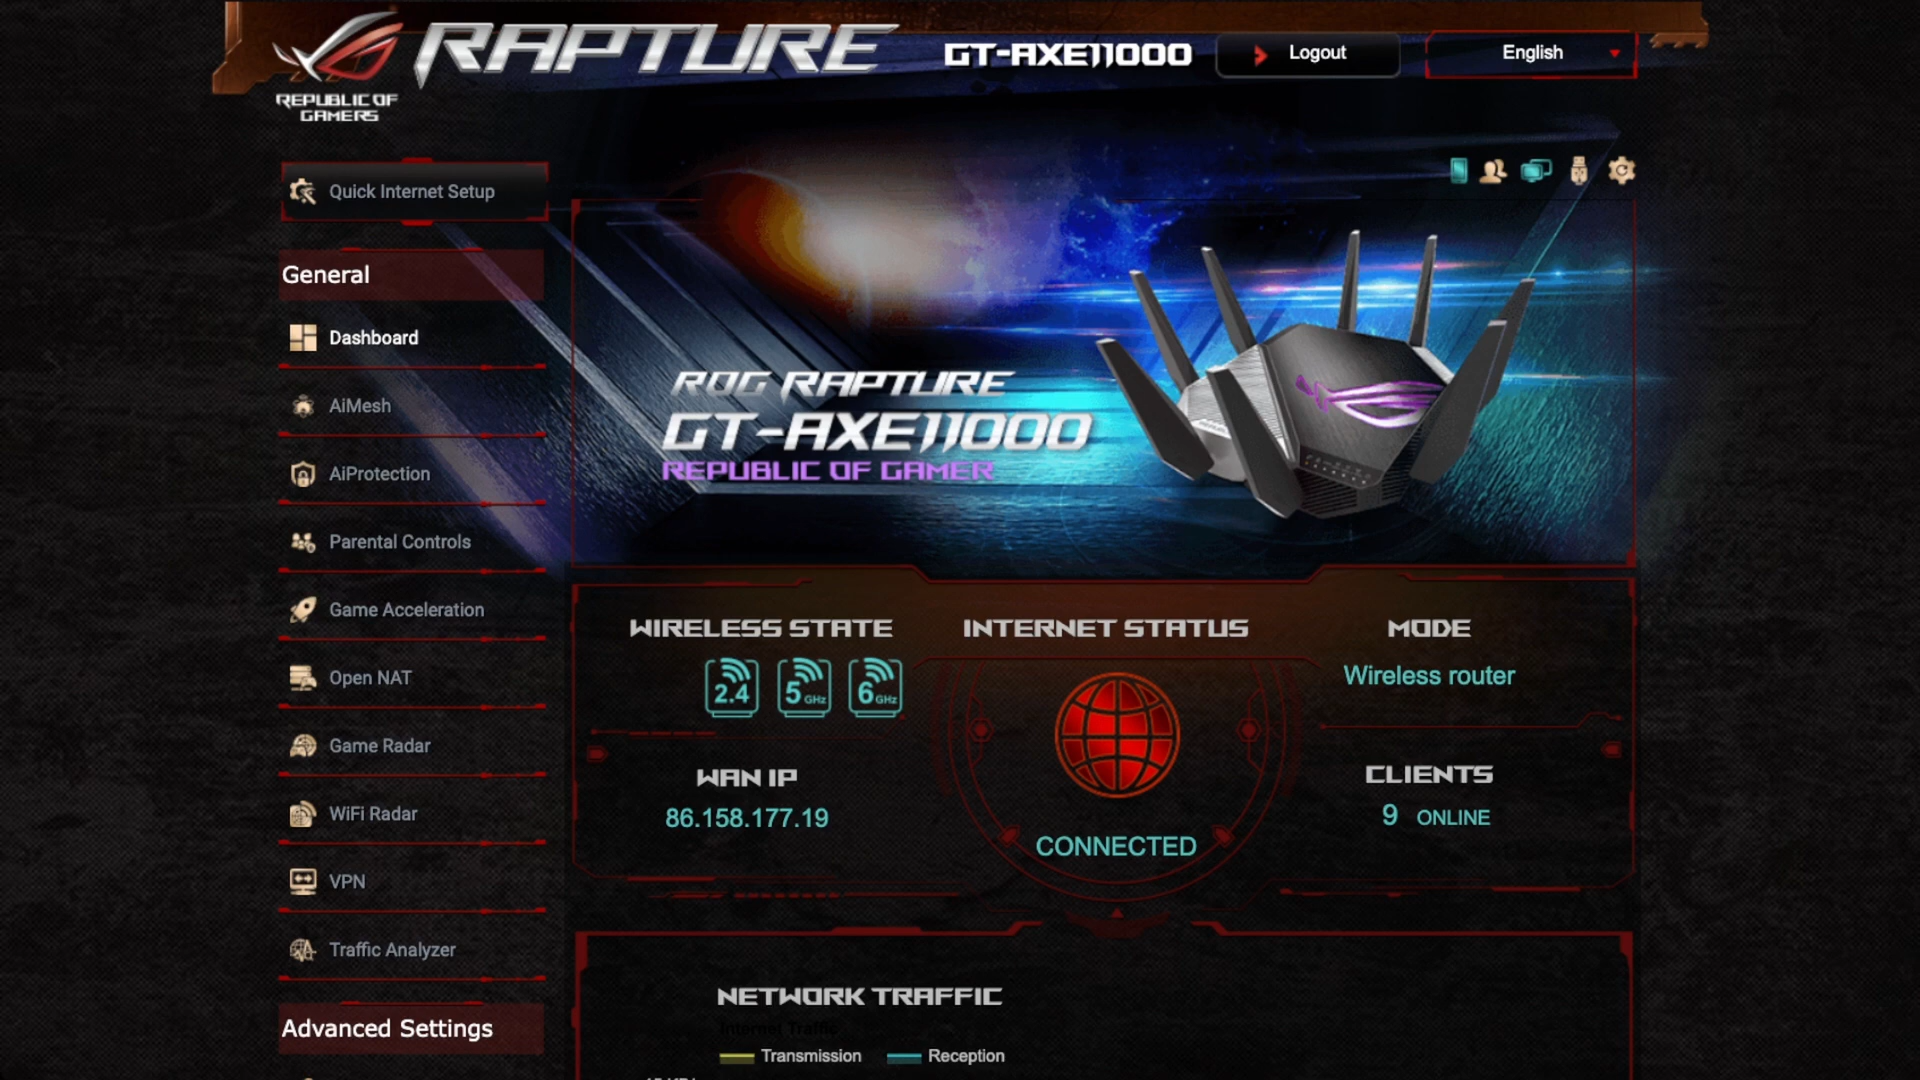 RAPTURE
GT-AXE11000
Logout
English
REPUBLIC OF
GAMERS
Quick Internet Setup
General
Dashboard
AiMesh
AiProtection
Parental Controls
Game Acceleration
Open NAT
Game Radar
WiFi Radar
VPN
Traffic Analyzer
Advanced Settings
ROG RAPTURE
GT-AXE11000
REPUBLIC OF GAMER
WIRELESS STATE
2.4
5 GHz
6 GHz
WAN IP
86.158.177.19
INTERNET STATUS
CONNECTED
MODE
Wireless router
CLIENTS
9 ONLINE
NETWORK TRAFFIC
Internet Traffic
Transmission
Reception